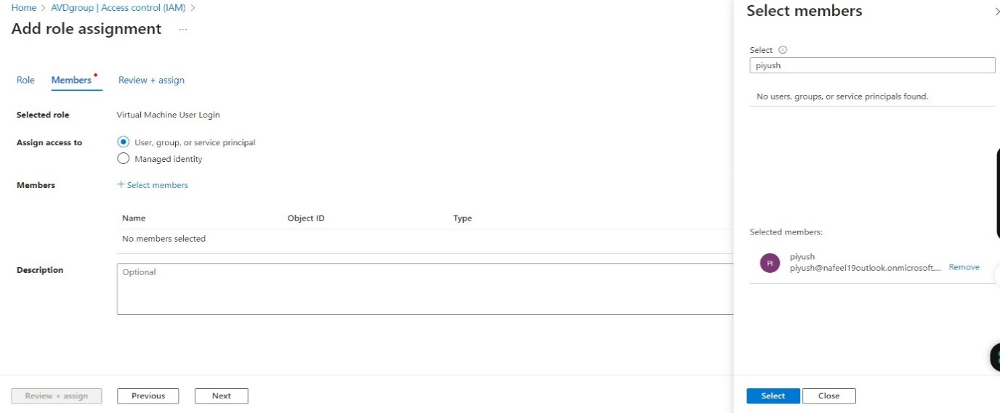 Home > AVDgroup | Access control (IAM) >
Add role assignment ...
Role Members Review + assign
Selected role Virtual Machine User Login
Assign access to User, group, or service principal
Managed identity
Members + Select members
Name Object ID Type
No members selected
Description Optional
Review + assign Previous Next
Select members
Select
piyush
No users, groups, or service principals found.
Selected members:
PI piyush
piyush@nafeel19outlook.onmicrosoft.... Remove
Select Close